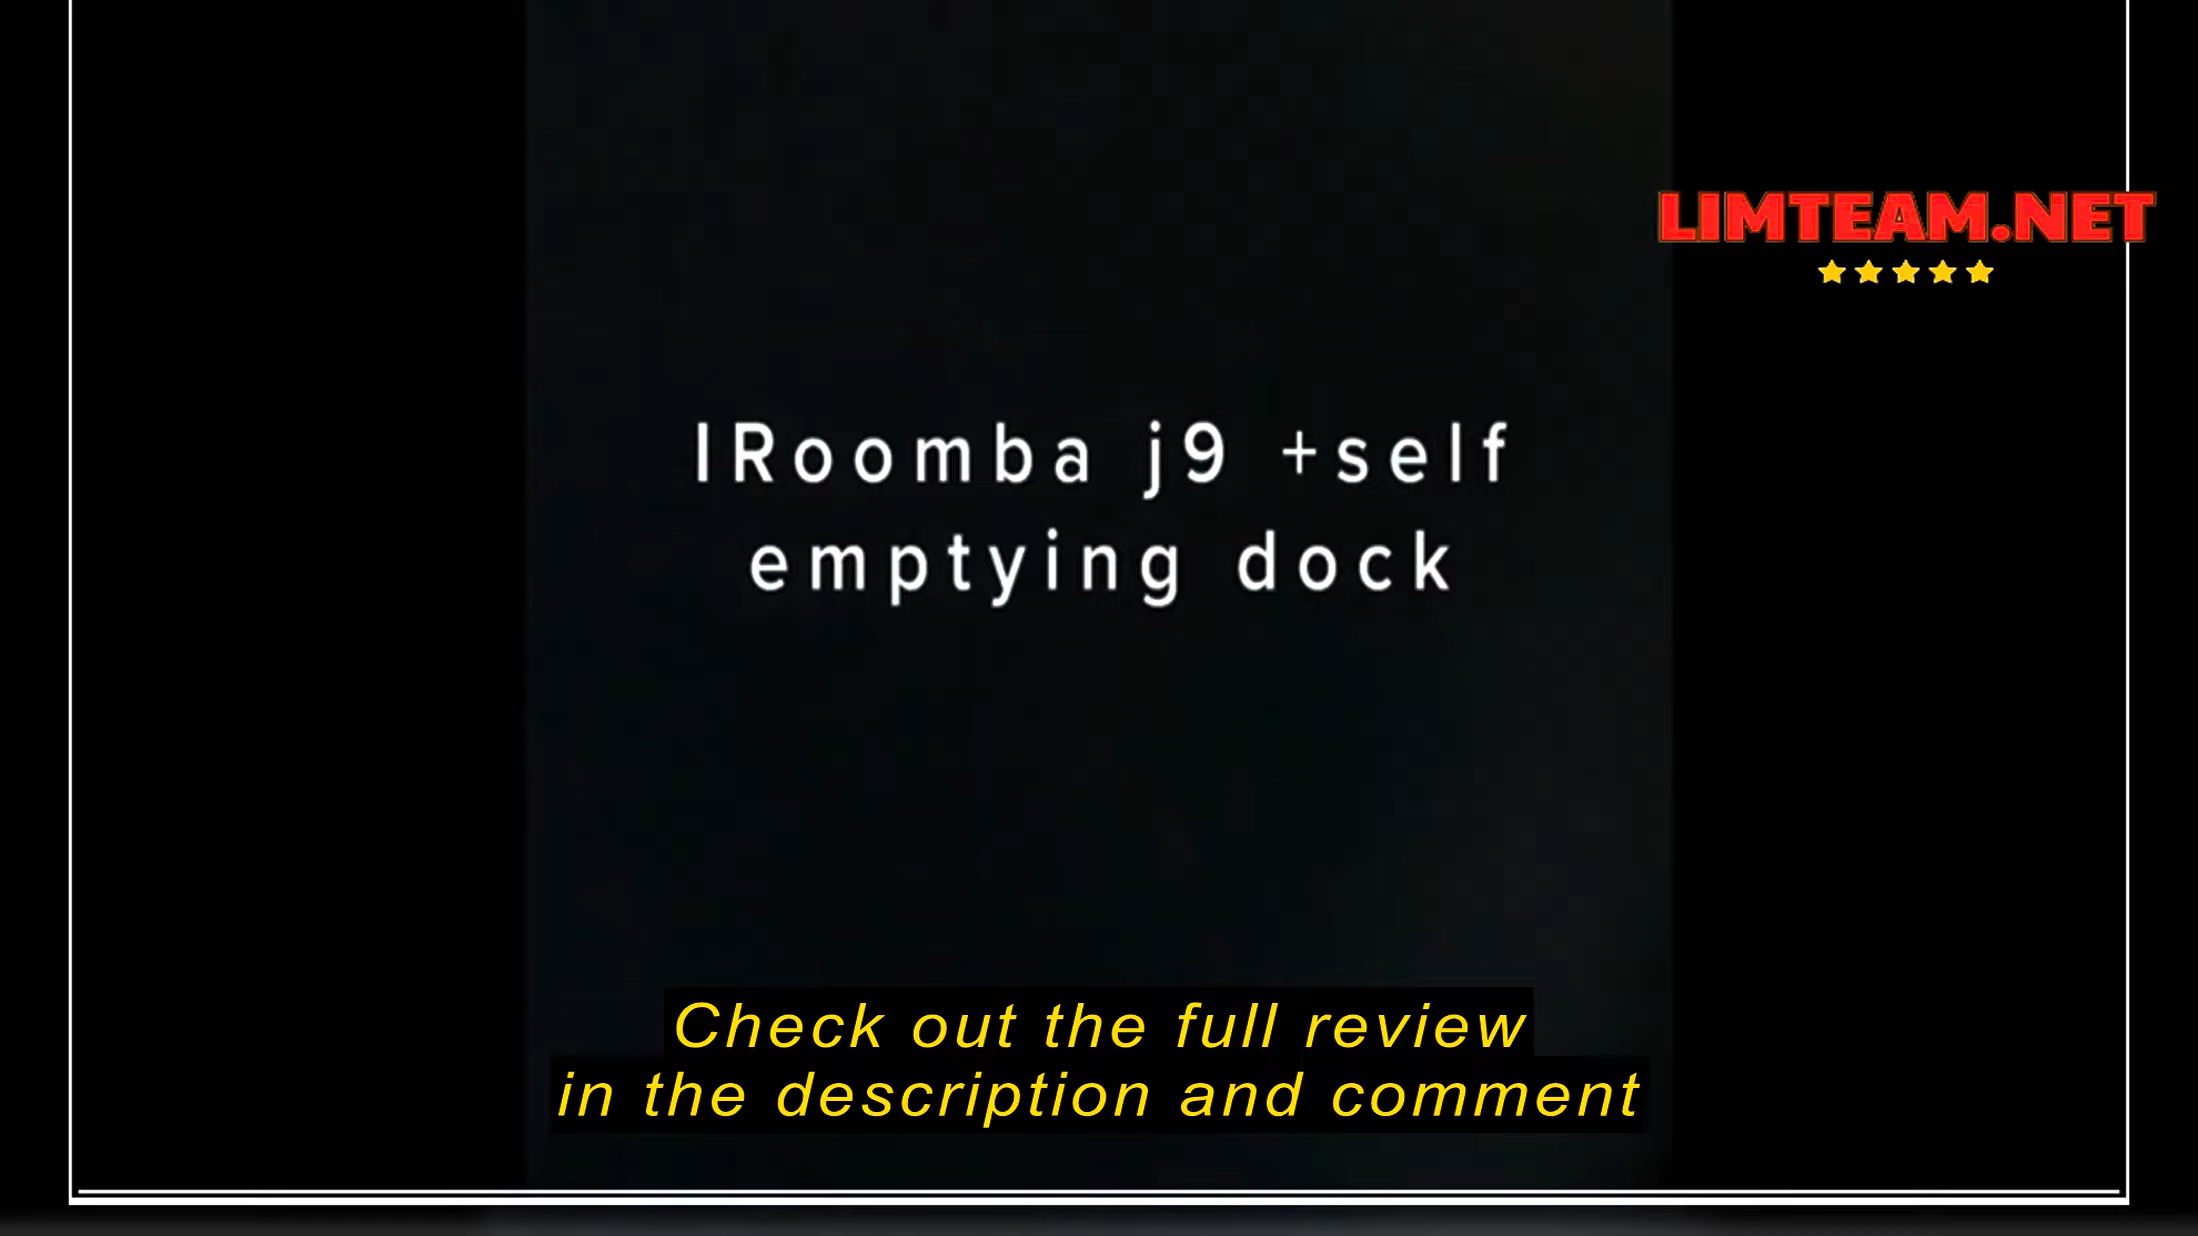 LIMTEAM.NET
IRoomba j9 +self
emptying dock
Check out the full review
in the description and comment